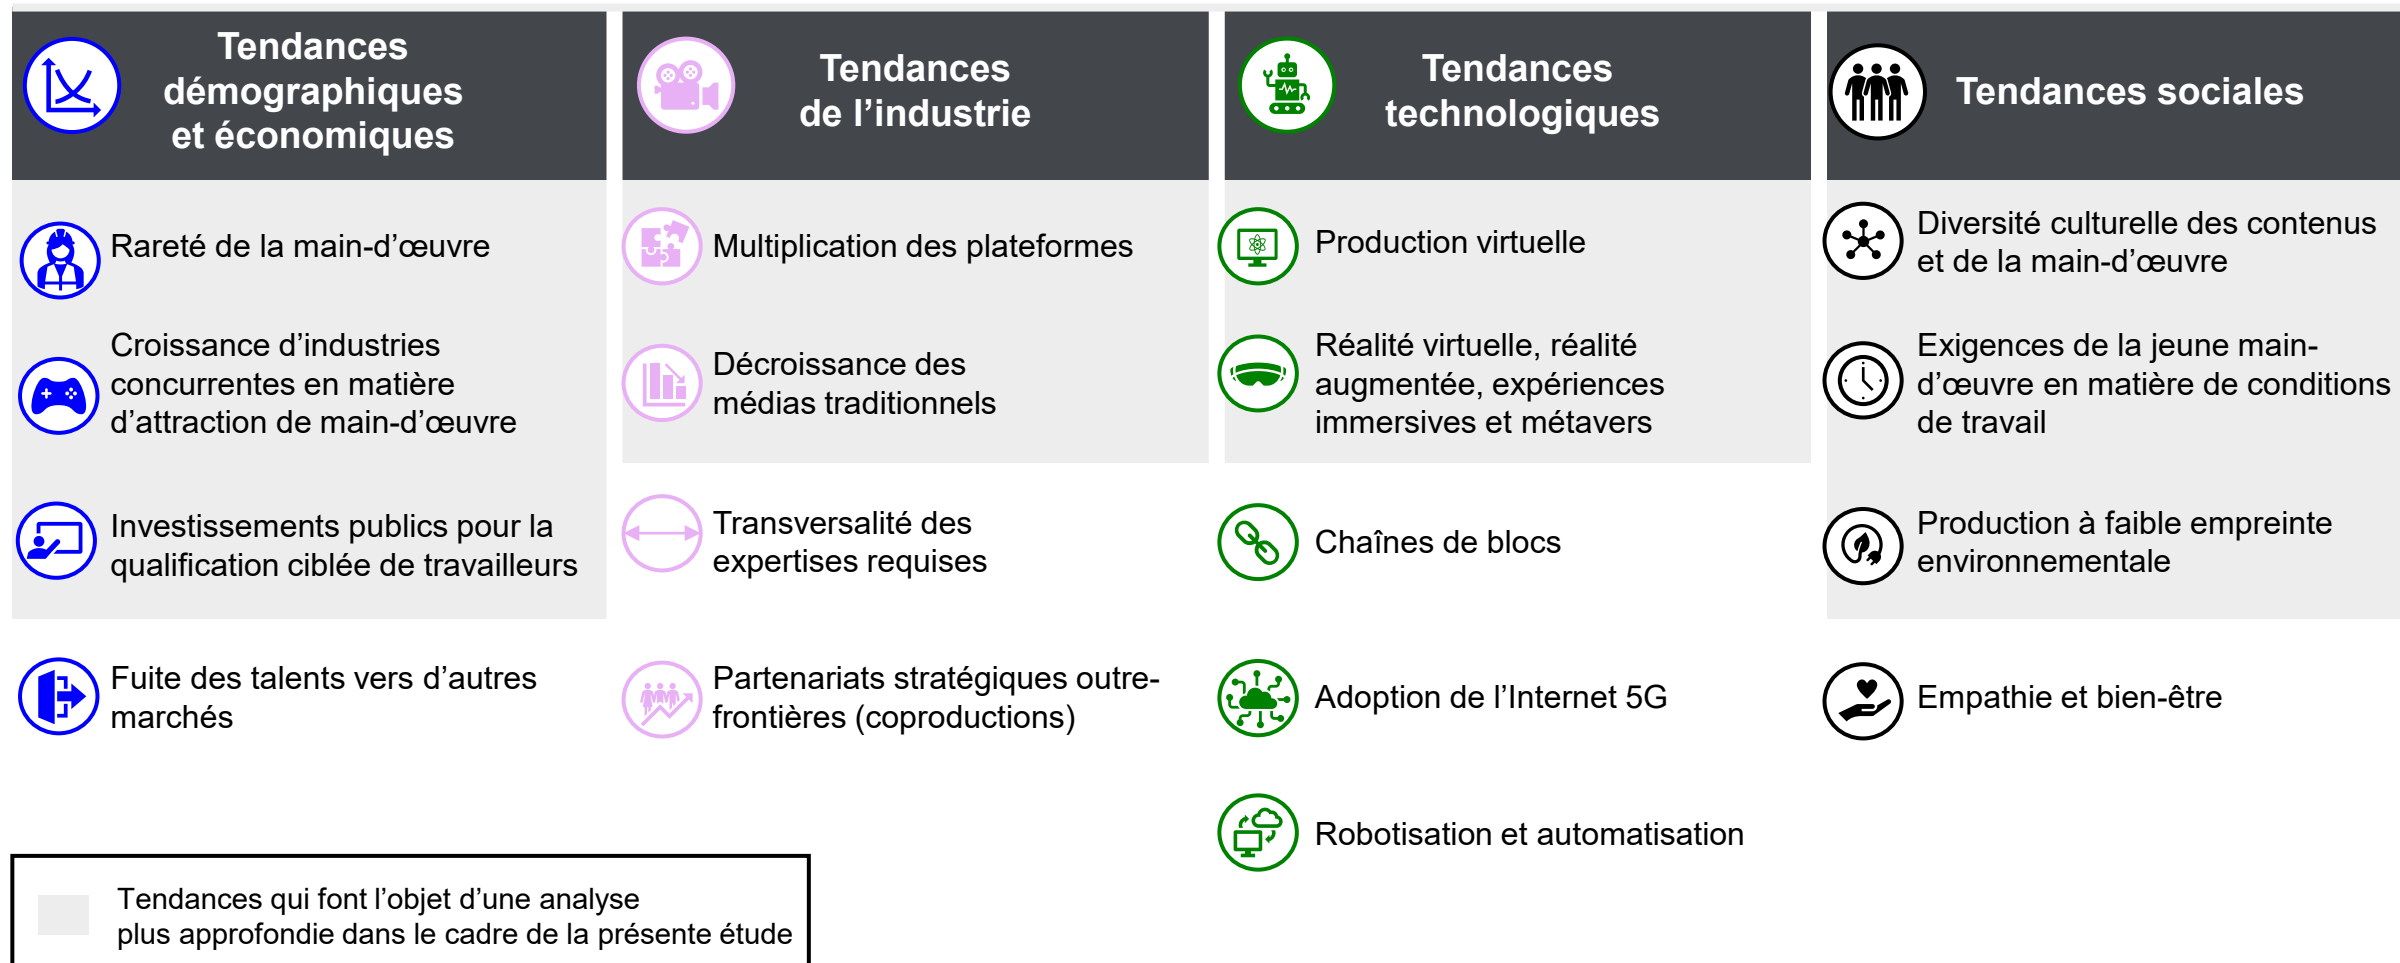 Tendances
démographiques
et économiques
Rareté de la main-d’œuvre
Croissance d’industries
concurrentes en matière
d’attraction de main-d’œuvre
Investissements publics pour la
qualification ciblée de travailleurs
Fuite des talents vers d’autres
marchés
Tendances
de l’industrie
Multiplication des plateformes
Décroissance des
médias traditionnels
Transversalité des
expertises requises
Partenariats stratégiques outre-
frontières (coproductions)
Tendances
technologiques
Production virtuelle
Réalité virtuelle, réalité
augmentée, expériences
immersives et métavers
Chaînes de blocs
Adoption de l’Internet 5G
Robotisation et automatisation
Tendances sociales
Diversité culturelle des contenus
et de la main-d’œuvre
Exigences de la jeune main-
d’œuvre en matière de conditions
de travail
Production à faible empreinte
environnementale
Empathie et bien-être
Tendances qui font l’objet d’une analyse
plus approfondie dans le cadre de la présente étude